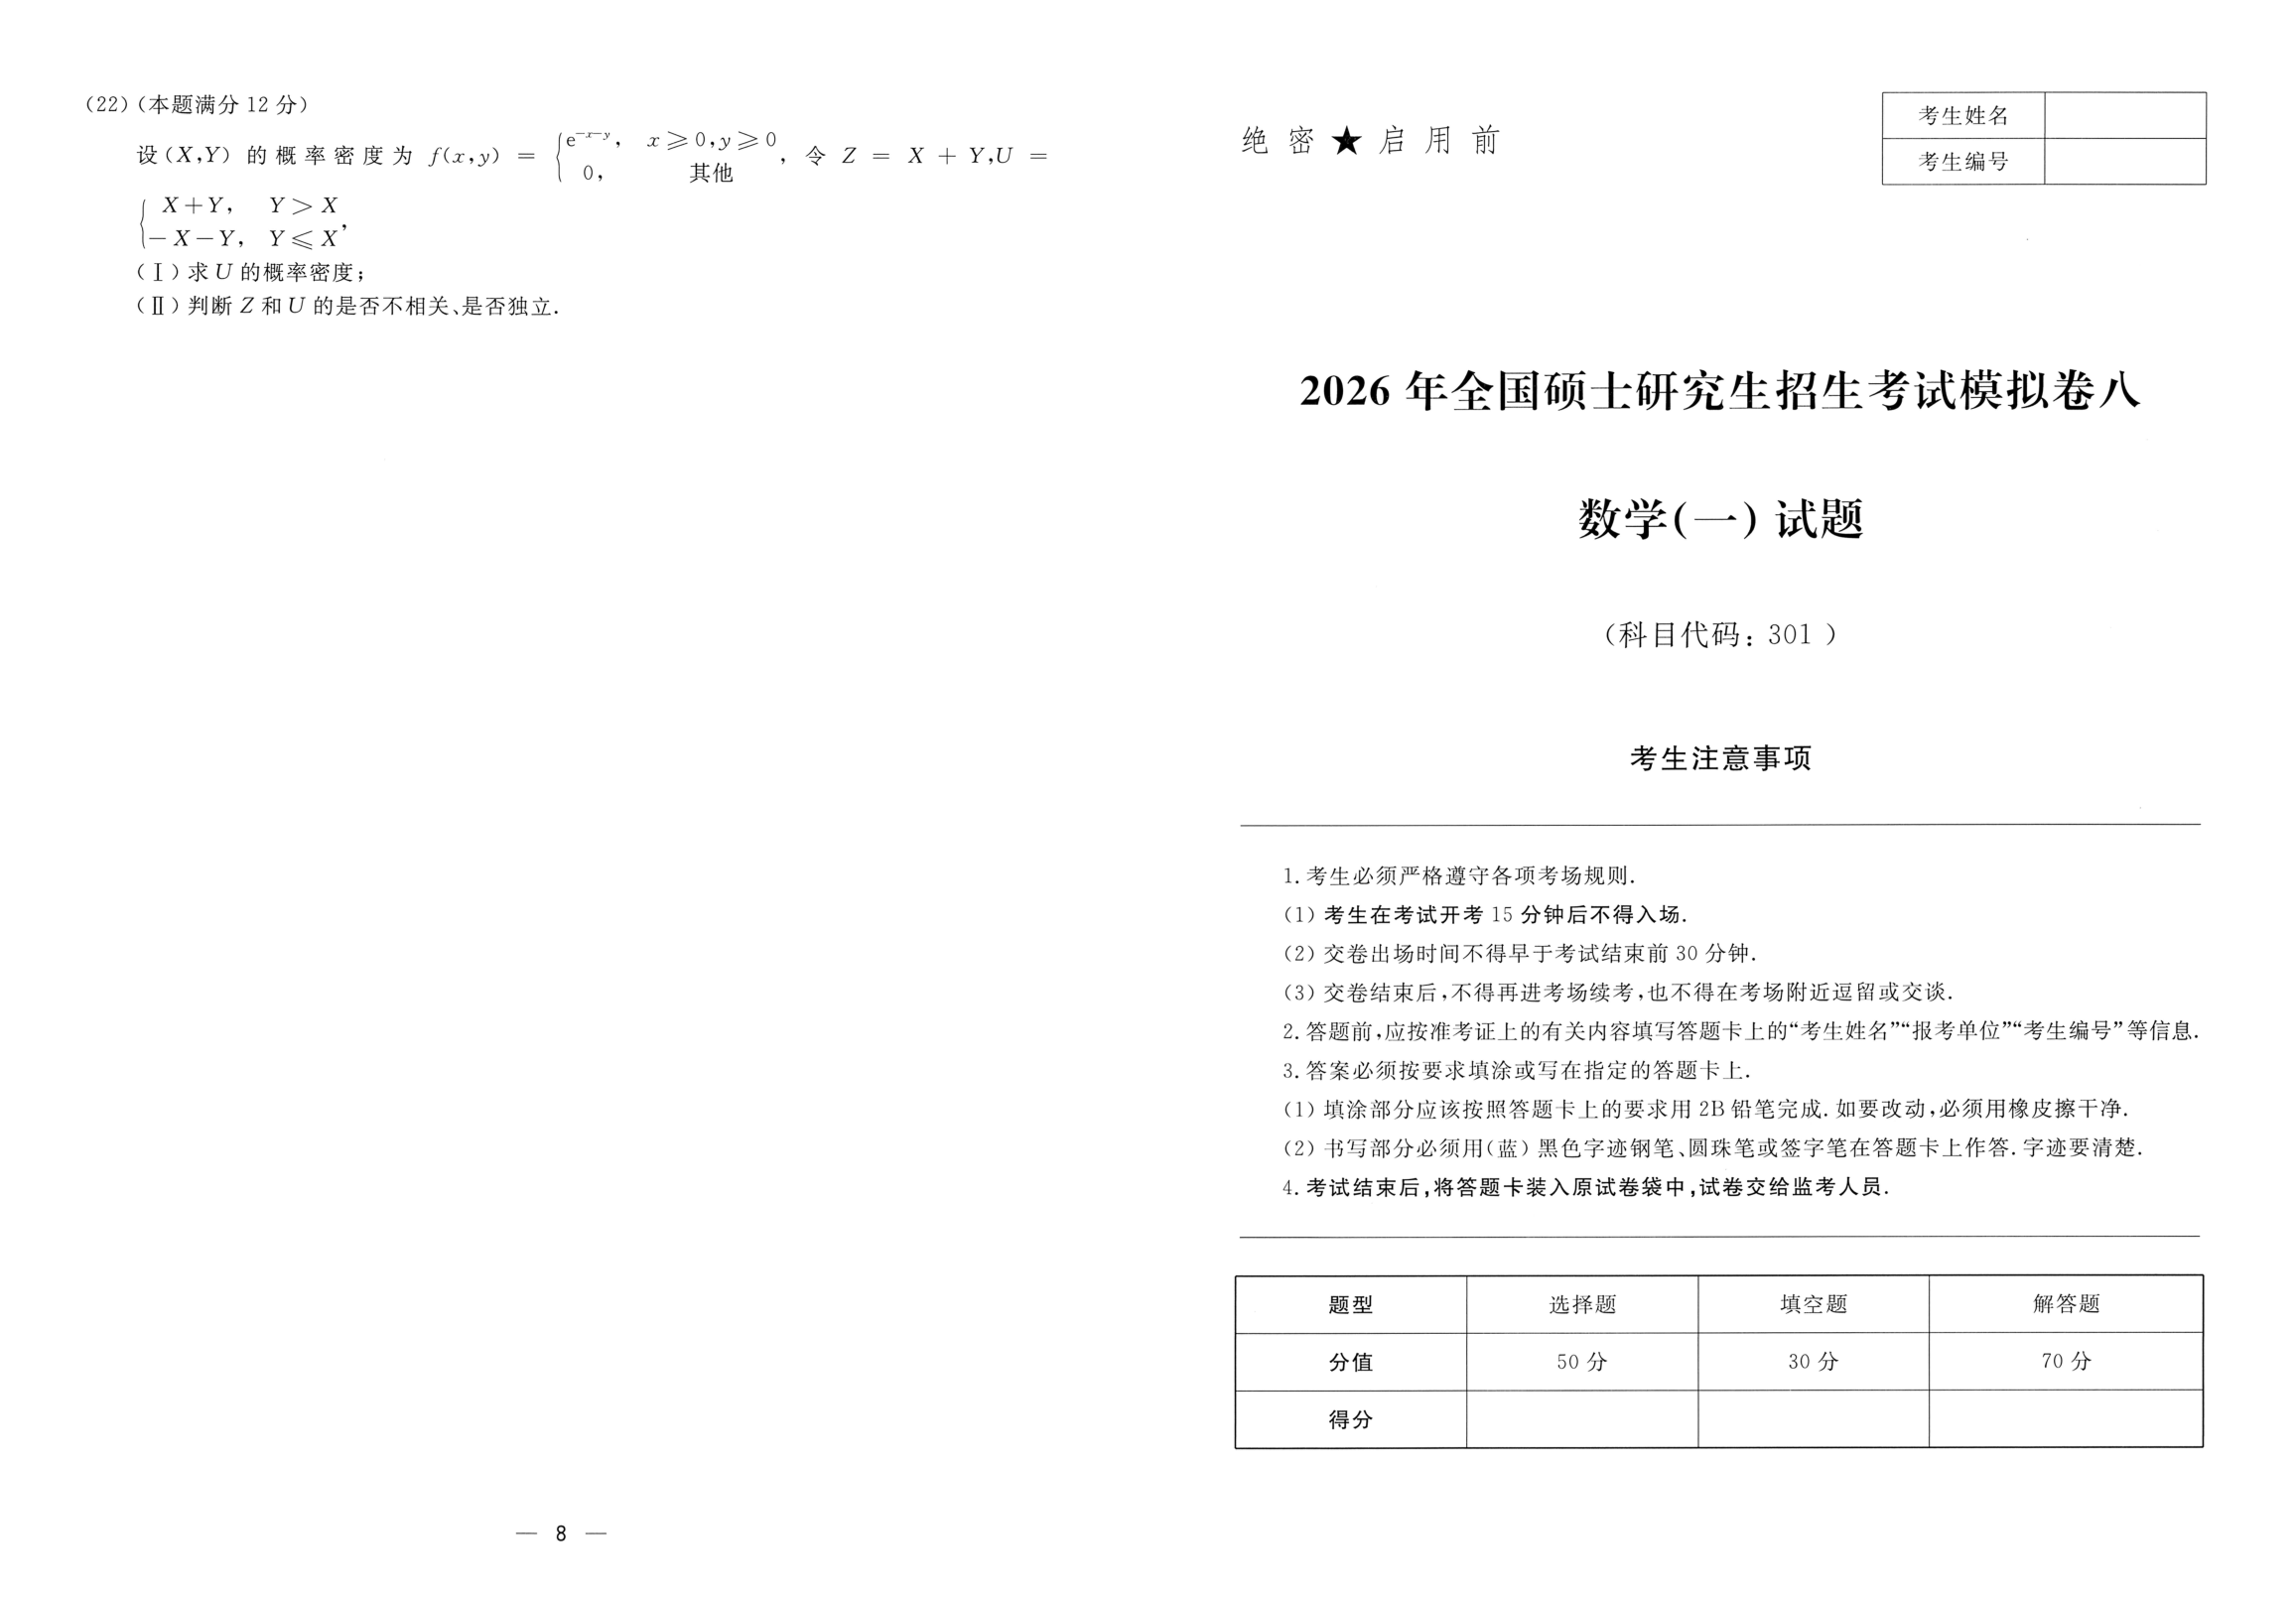 (22)(本题满分 12 分)
设(X,Y) 的概率密度为 f(x,y) = {e^{-x-y}, x⩾0,y⩾0
0, 其他, 令 Z = X + Y,U =
{X+Y, Y>X
-X-Y, Y⩽X,
(Ⅰ)求 U 的概率密度;
(Ⅱ)判断 Z 和 U 的是否不相关、是否独立.
— 8 —
考生姓名
考生编号
绝密★启用前
2026 年全国硕士研究生招生考试模拟卷八
数学(一) 试题
(科目代码: 301 )
考生注意事项
1. 考生必须严格遵守各项考场规则.
(1) 考生在考试开考 15 分钟后不得入场.
(2) 交卷出场时间不得早于考试结束前 30 分钟.
(3) 交卷结束后,不得再进考场续考,也不得在考场附近逗留或交谈.
2. 答题前,应按准考证上的有关内容填写答题卡上的“考生姓名”“报考单位”“考生编号”等信息.
3. 答案必须按要求填涂或写在指定的答题卡上.
(1) 填涂部分应该按照答题卡上的要求用 2B 铅笔完成. 如要改动,必须用橡皮擦干净.
(2) 书写部分必须用(蓝) 黑色字迹钢笔、圆珠笔或签字笔在答题卡上作答. 字迹要清楚.
4. 考试结束后,将答题卡装入原试卷袋中,试卷交给监考人员.
题型 选择题 填空题 解答题
分值 50 分 30 分 70 分
得分